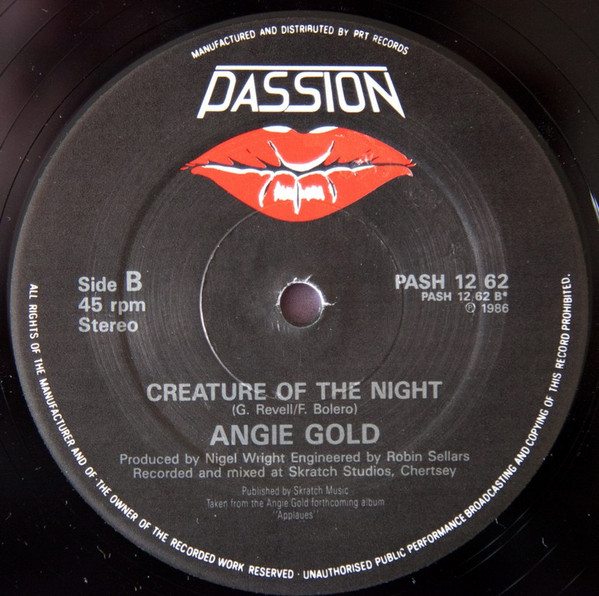 MANUFACTURED AND DISTRIBUTED BY PRT RECORDS
PASSION
Side B
45 rpm
Stereo
PASH 12 62
PASH 12 62 B*
℗ 1986
CREATURE OF THE NIGHT
(G. Revell/F. Bolero)
ANGIE GOLD
Produced by Nigel Wright Engineered by Robin Sellars
Recorded and mixed at Skratch Studios, Chertsey
Published by Skratch Music
Taken from the Angie Gold forthcoming album
"Applaues"
ALL RIGHTS OF THE MANUFACTURER AND OF THE OWNER OF THE RECORDED WORK RESERVED · UNAUTHORISED PUBLIC PERFORMANCE BROADCASTING AND COPYING OF THIS RECORD PROHIBITED.